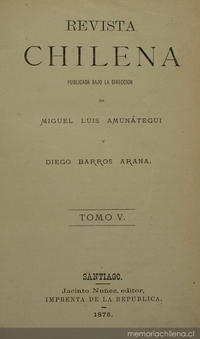 REVISTA
CHILENA
PUBLICADA BAJO LA DIRECCION
DE
MIGUEL LUIS AMUNÁTEGUI
Y
DIEGO BARROS ARANA.
TOMO V.
SANTIAGO.
Jacinto Nuñez, editor,
IMPRENTA DE LA REPUBLICA.
1876.
memoriachilena.cl